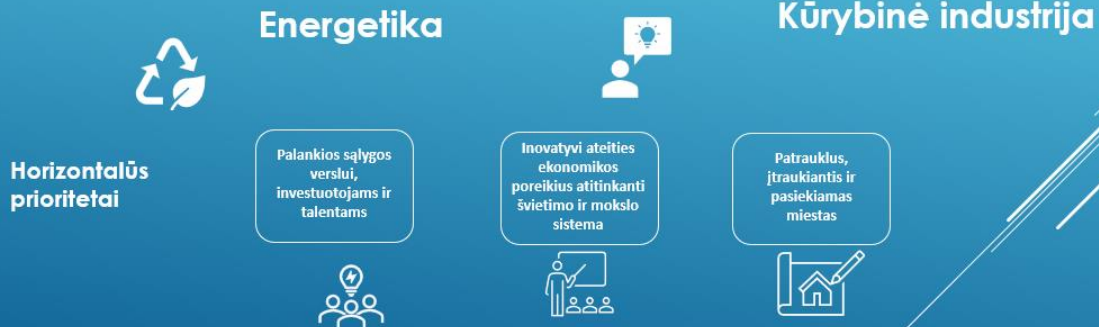 Energetika
Kūrybinė industrija
Horizontalūs
prioritetai
Palankios sąlygos
verslui,
investuotojams ir
talentams
Inovatyvi ateities
ekonomikos
poreikius atitinkanti
švietimo ir mokslo
sistema
Patrauklus,
įtraukiantis ir
pasiekiamas
miestas